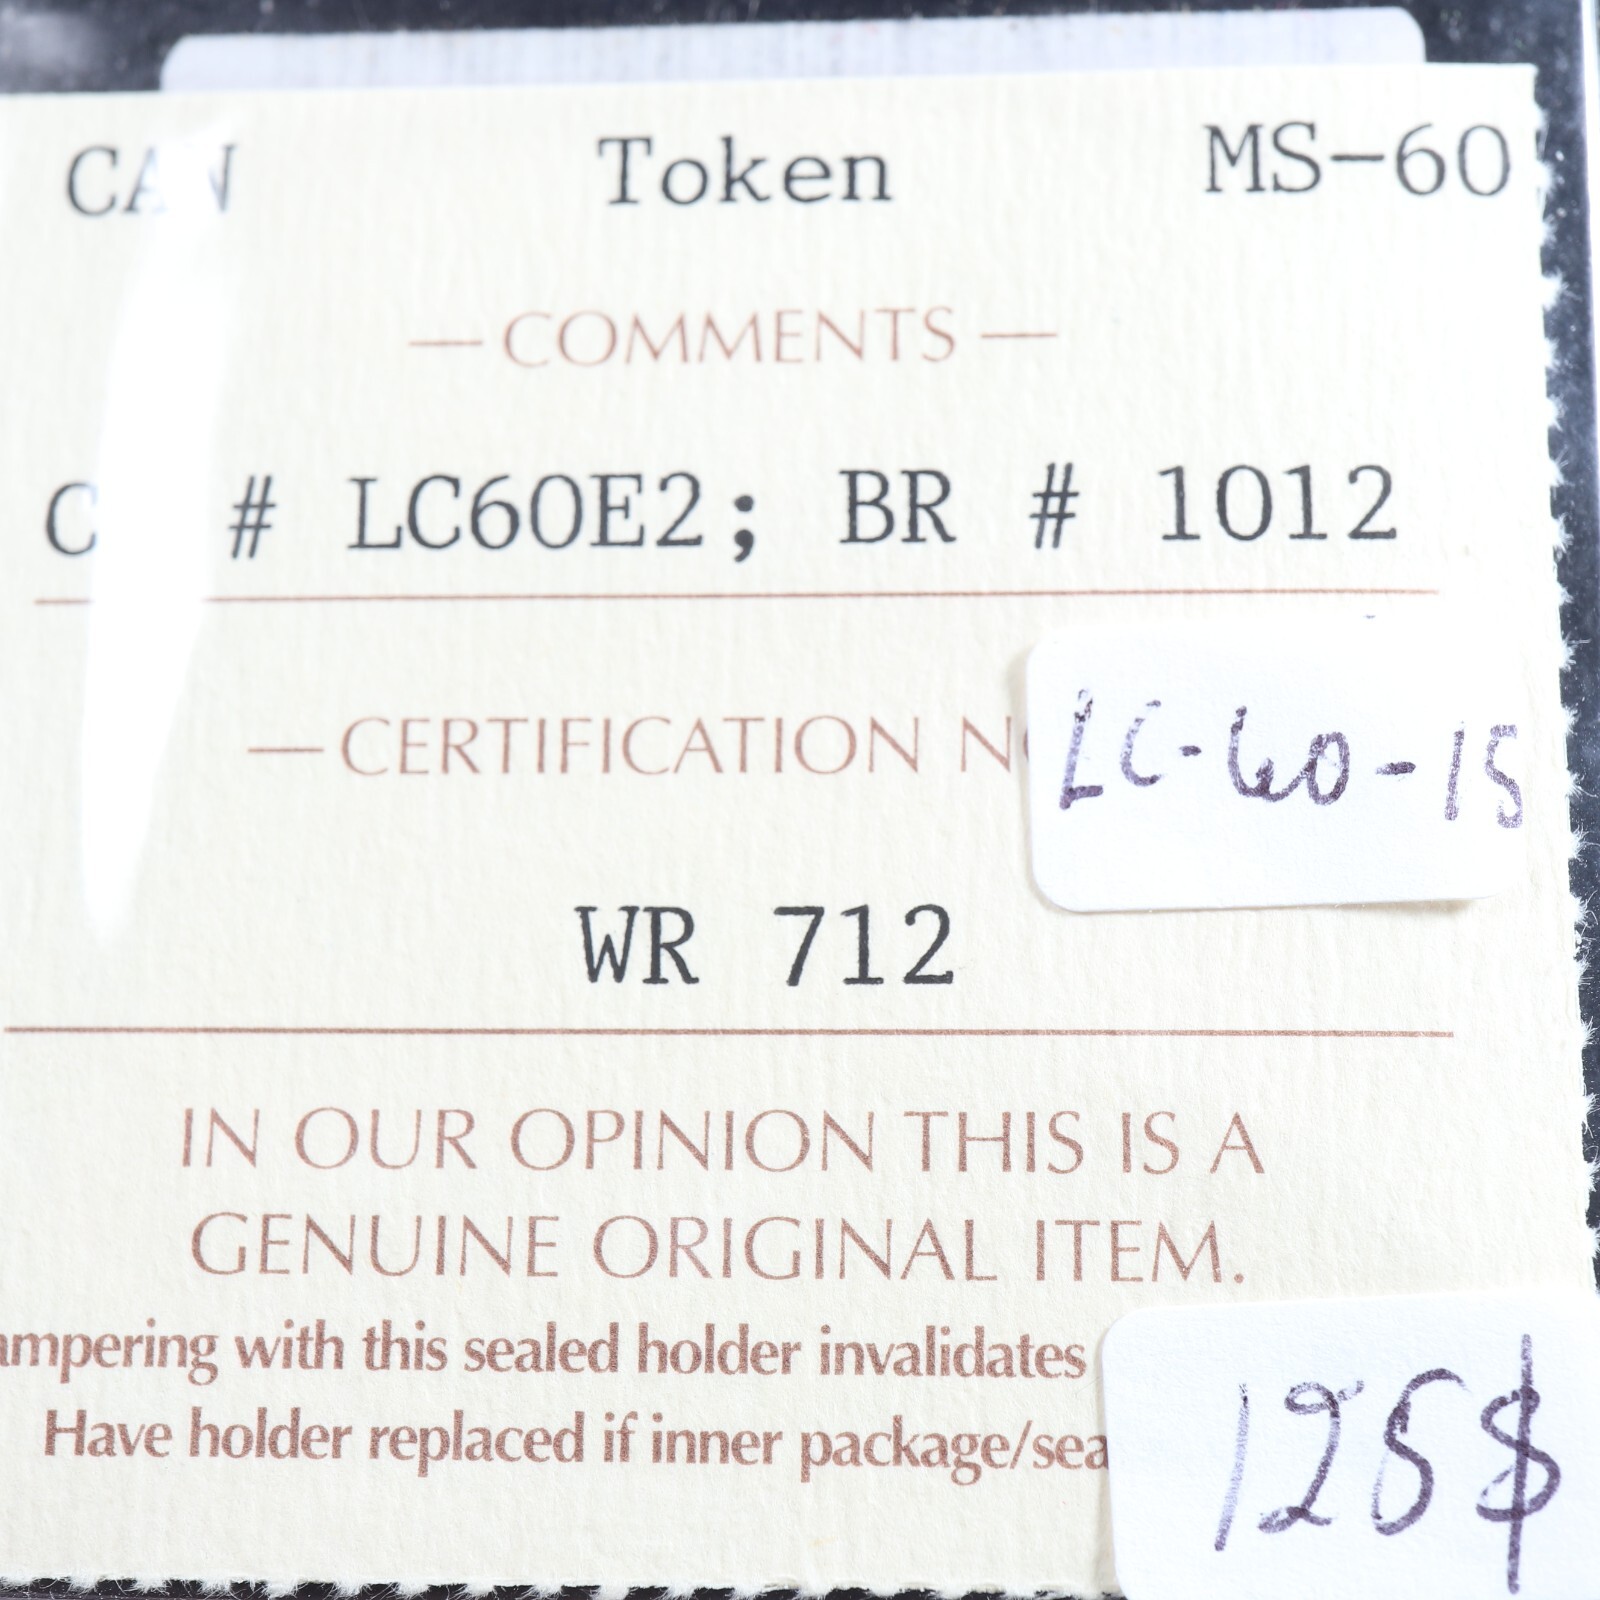 CAN Token MS-60
— COMMENTS —
# LC60E2; BR # 1012
— CERTIFICATION
LC-60-15
WR 712
IN OUR OPINION THIS IS A
GENUINE ORIGINAL ITEM.
ampering with this sealed holder invalidates
Have holder replaced if inner package/sea
125$